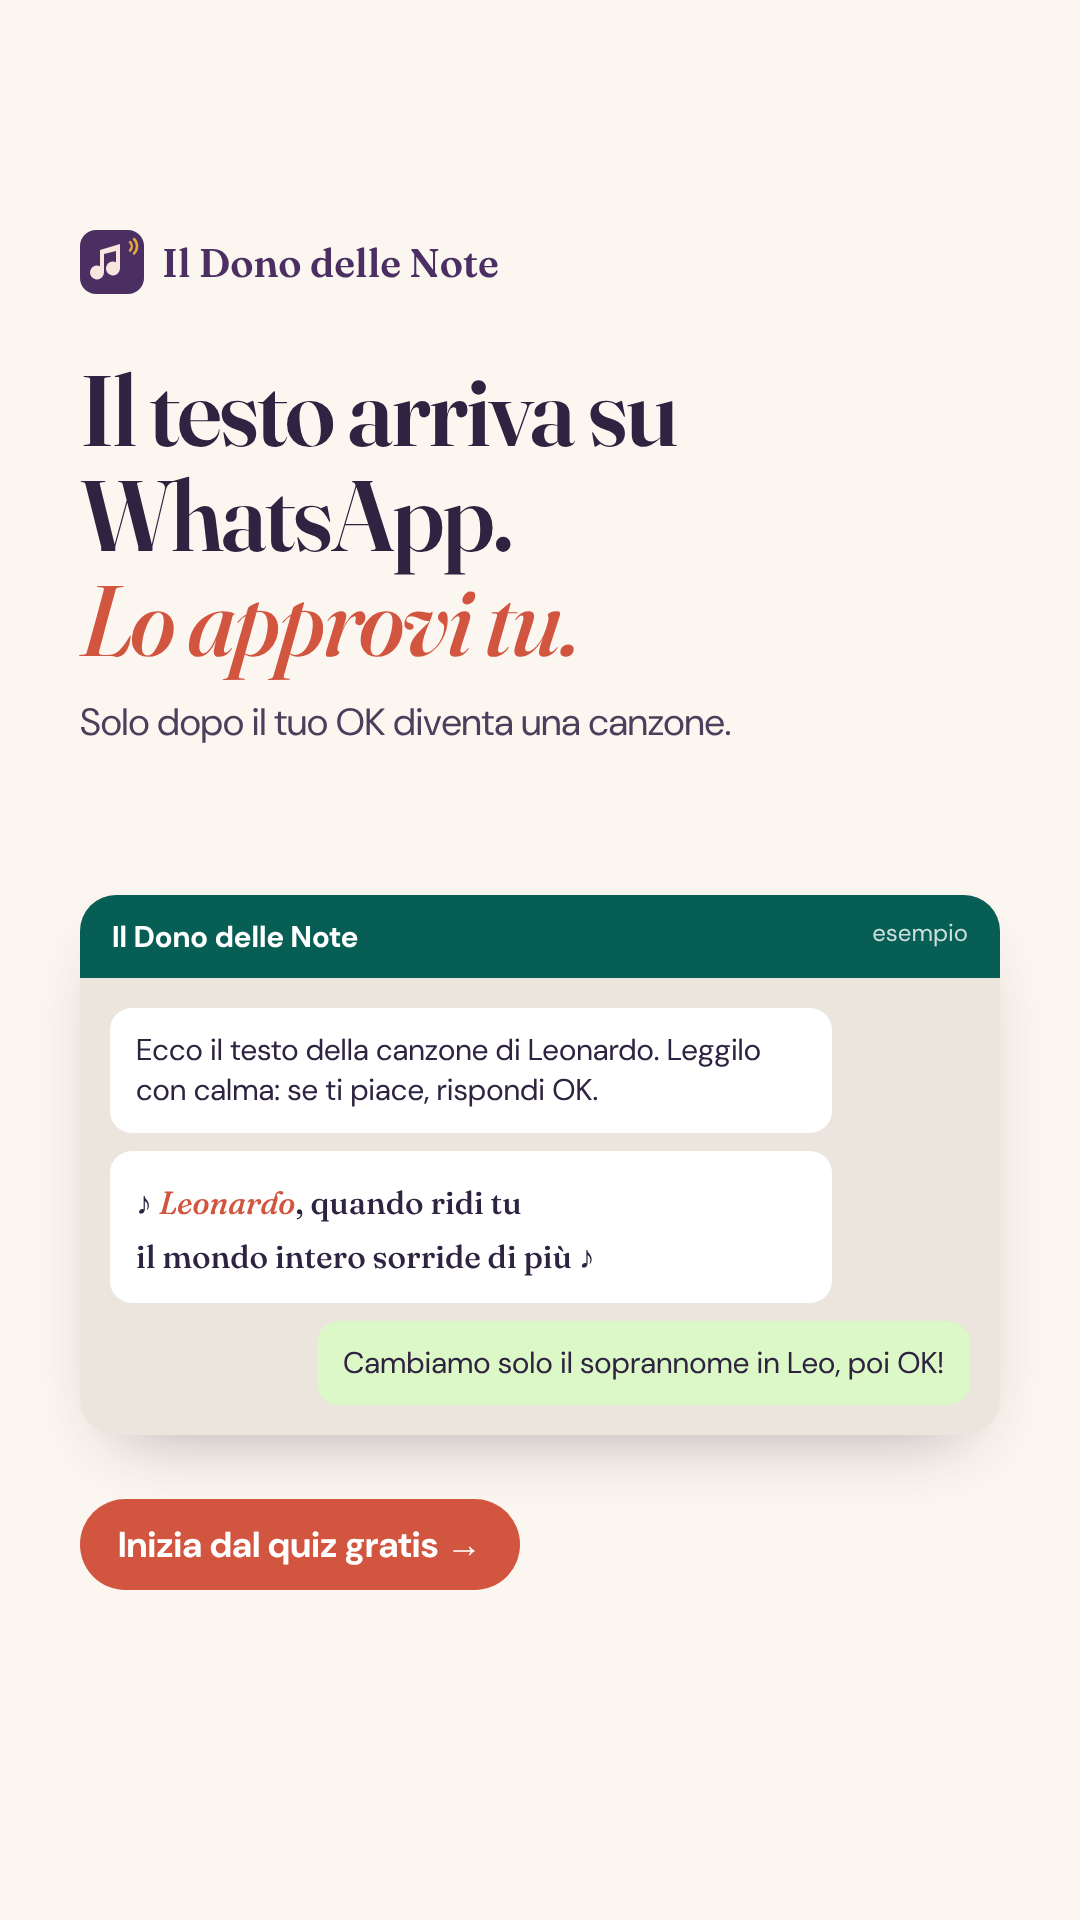 Il Dono delle Note
Il testo arriva su
WhatsApp.
Lo approvi tu.
Solo dopo il tuo OK diventa una canzone.
Il Dono delle Note
esempio
Ecco il testo della canzone di Leonardo. Leggilo
con calma: se ti piace, rispondi OK.
♪ Leonardo, quando ridi tu
il mondo intero sorride di più ♪
Cambiamo solo il soprannome in Leo, poi OK!
Inizia dal quiz gratis →